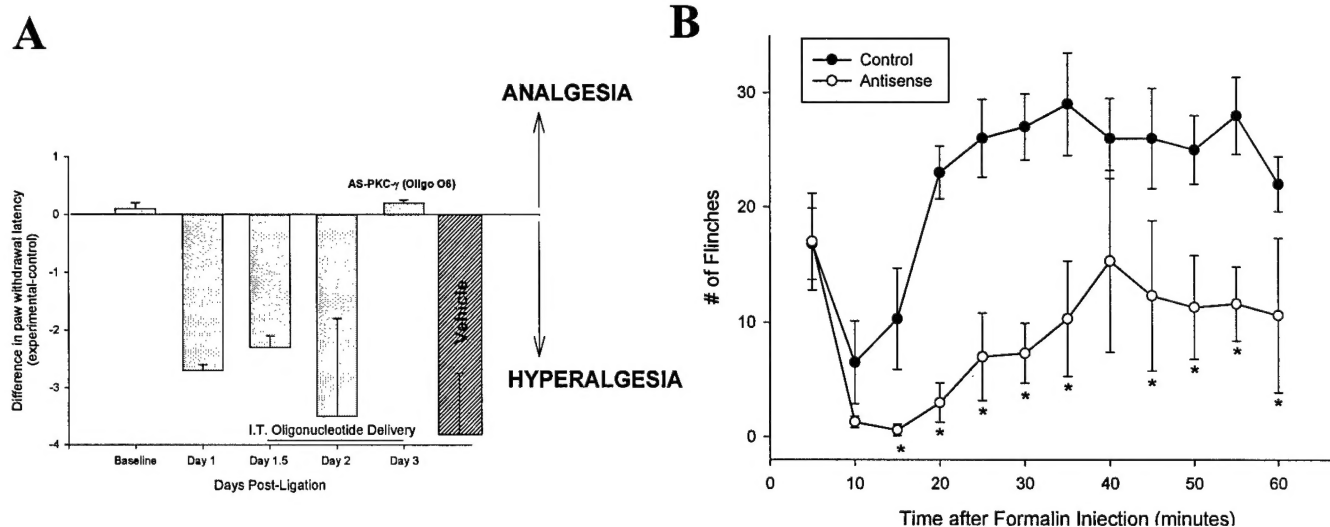 A
ANALGESIA
1
0
-1
-2
-3
-4
AS-PKC-γ (Oligo O6)
Difference in paw withdrawal latency
(experimental-control)
Vehicle
HYPERALGESIA
I.T. Oligonucleotide Delivery
Baseline Day 1 Day 1.5 Day 2 Day 3
Days Post-Ligation
B
Control
Antisense
# of Flinches
30
20
10
0
* * * * * * * * *
0 10 20 30 40 50 60
Time after Formalin Injection (minutes)